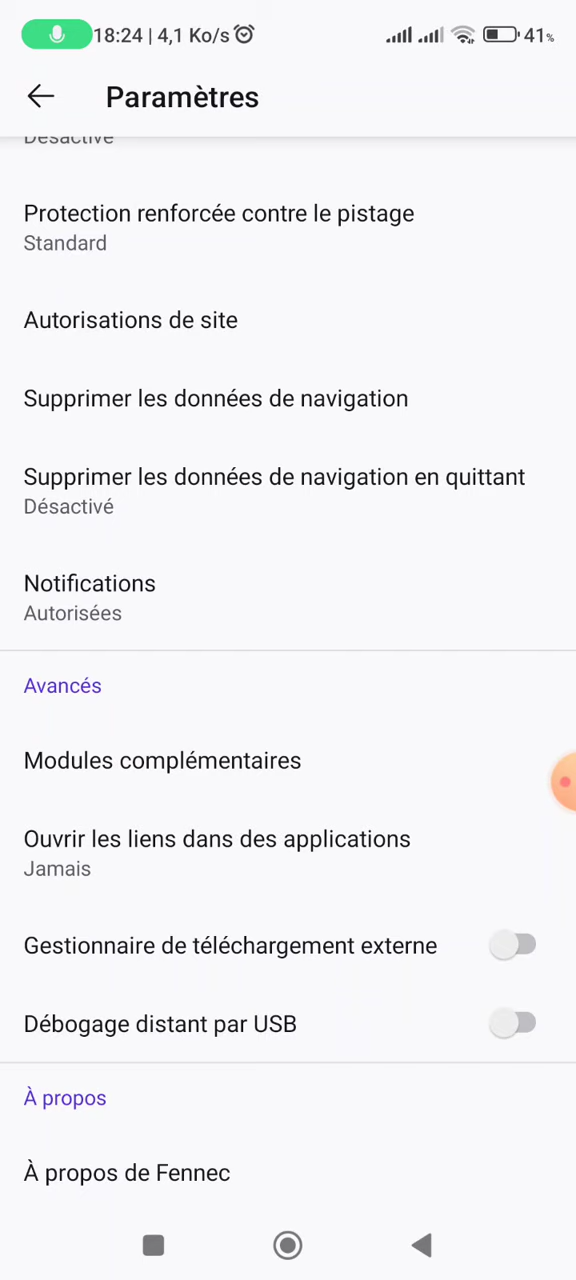 18:24 | 4,1 Ko/s 41%
Paramètres
Désactivé
Protection renforcée contre le pistage
Standard
Autorisations de site
Supprimer les données de navigation
Supprimer les données de navigation en quittant
Désactivé
Notifications
Autorisées
Avancés
Modules complémentaires
Ouvrir les liens dans des applications
Jamais
Gestionnaire de téléchargement externe
Débogage distant par USB
À propos
À propos de Fennec